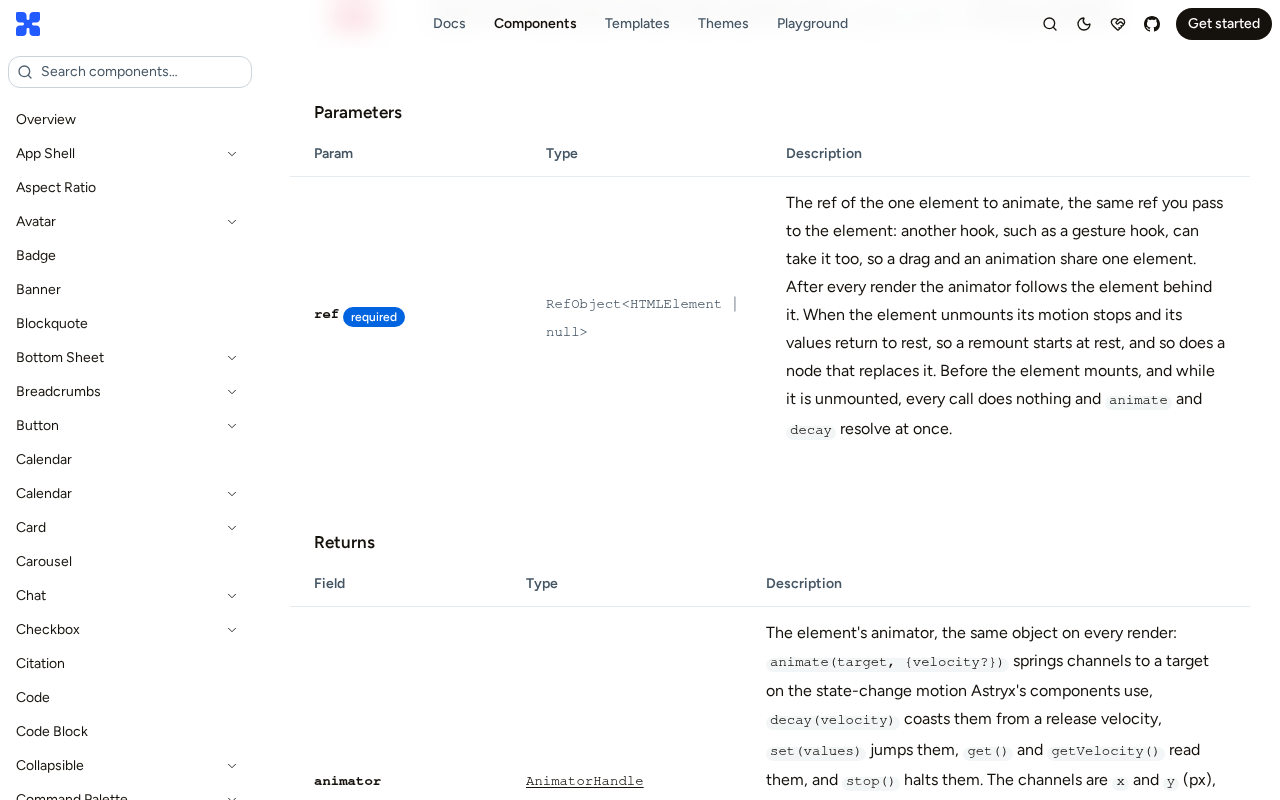 Docs Components Templates Themes Playground Get started
Search components...
Overview
App Shell
Aspect Ratio
Avatar
Badge
Banner
Blockquote
Bottom Sheet
Breadcrumbs
Button
Calendar
Calendar
Card
Carousel
Chat
Checkbox
Citation
Code
Code Block
Collapsible
Command Palette
Parameters
Param Type Description
ref required
RefObject<HTMLElement |
null>
The ref of the one element to animate, the same ref you pass
to the element: another hook, such as a gesture hook, can
take it too, so a drag and an animation share one element.
After every render the animator follows the element behind
it. When the element unmounts its motion stops and its
values return to rest, so a remount starts at rest, and so does a
node that replaces it. Before the element mounts, and while
it is unmounted, every call does nothing and animate and
decay resolve at once.
Returns
Field Type Description
animator
AnimatorHandle
The element's animator, the same object on every render:
animate(target, {velocity?}) springs channels to a target
on the state-change motion Astryx's components use,
decay(velocity) coasts them from a release velocity,
set(values) jumps them, get() and getVelocity() read
them, and stop() halts them. The channels are x and y (px),